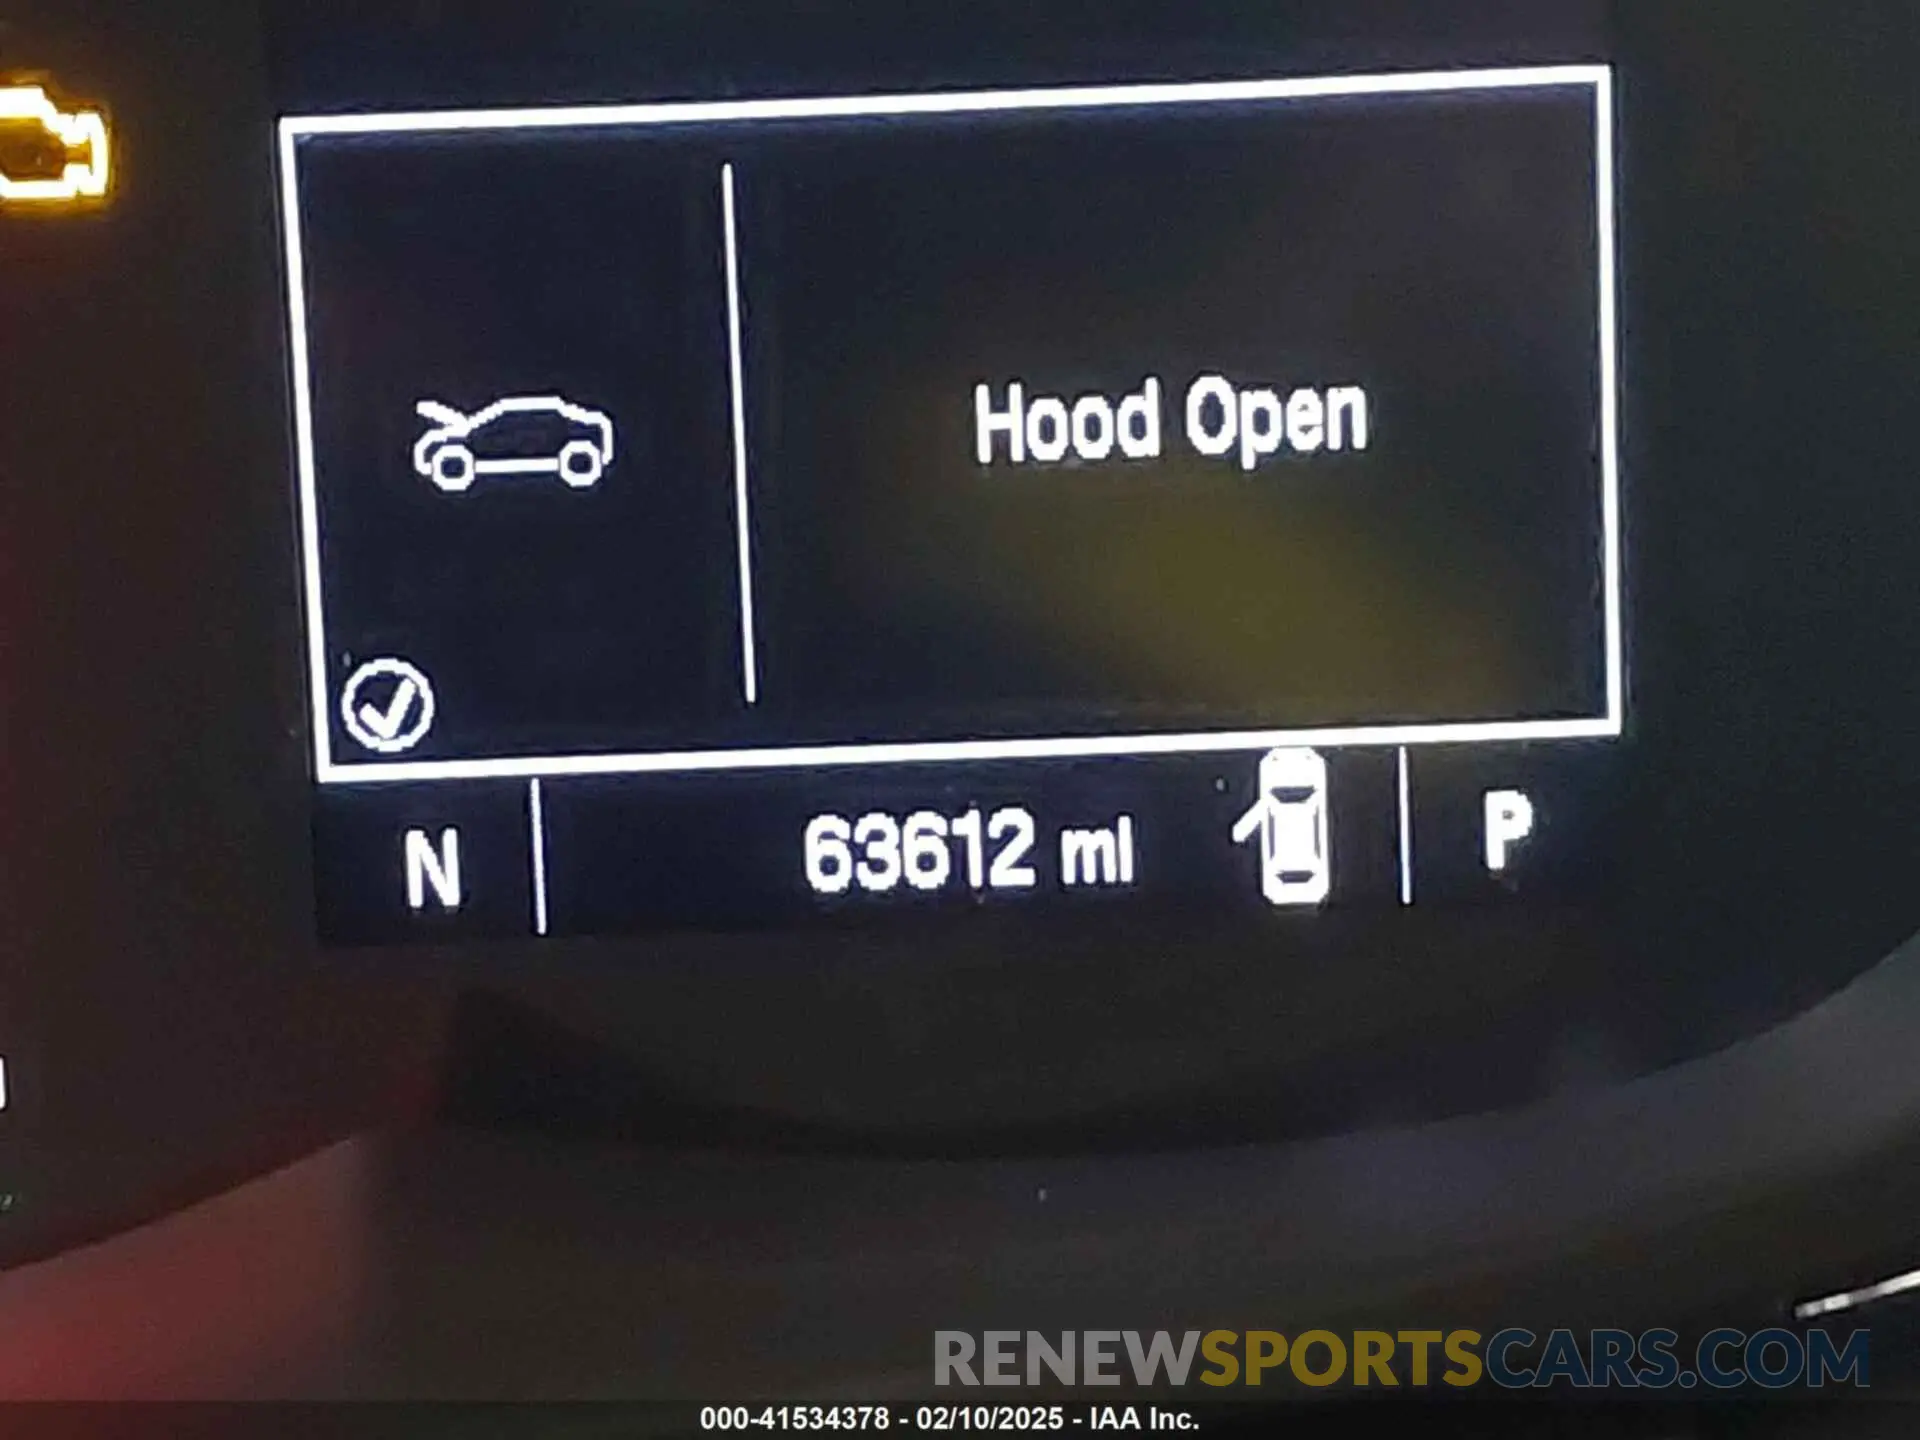 Hood Open
N 63612 mi P
RENEWSPORTSCARS.COM
000-41534378 - 02/10/2025 - IAA Inc.